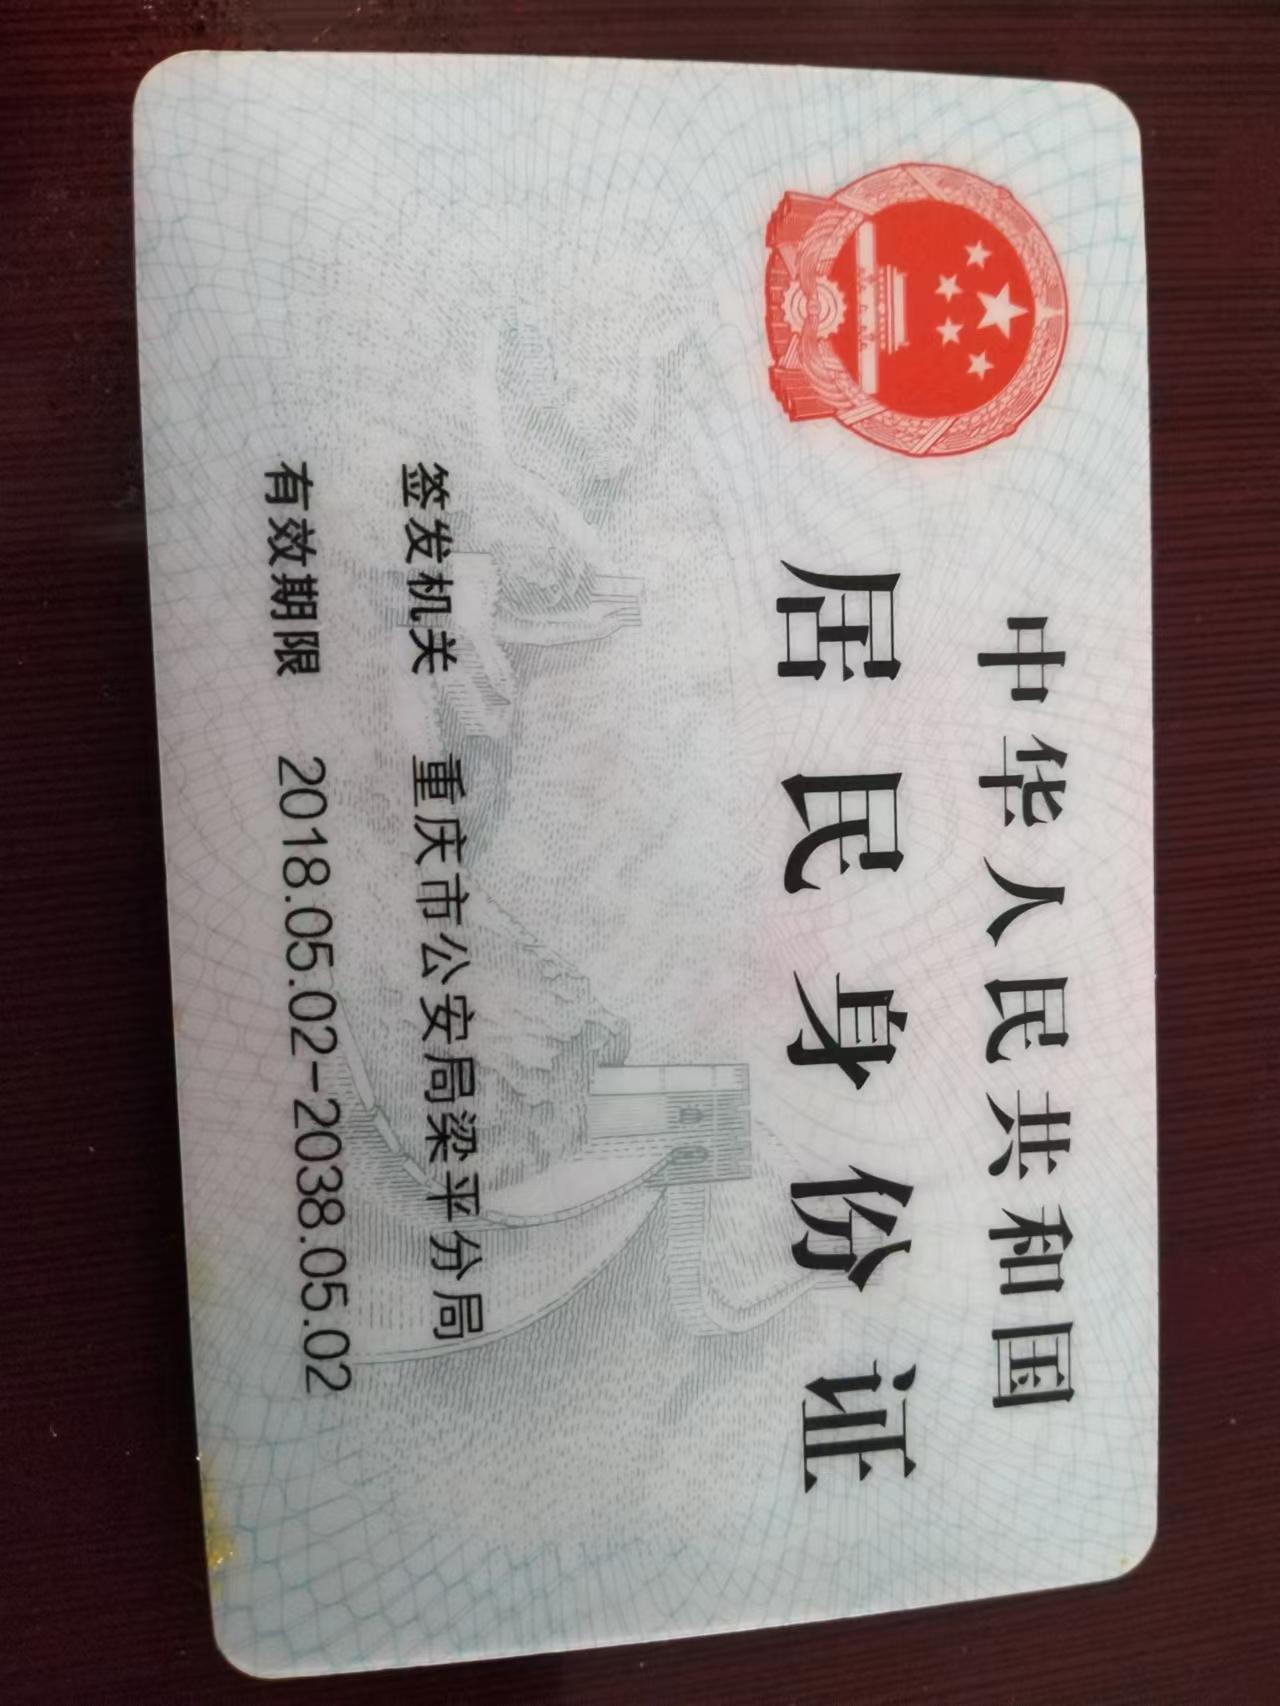 中华人民共和国
居民身份证
签发机关 重庆市公安局梁平分局
有效期限 2018.05.02-2038.05.02